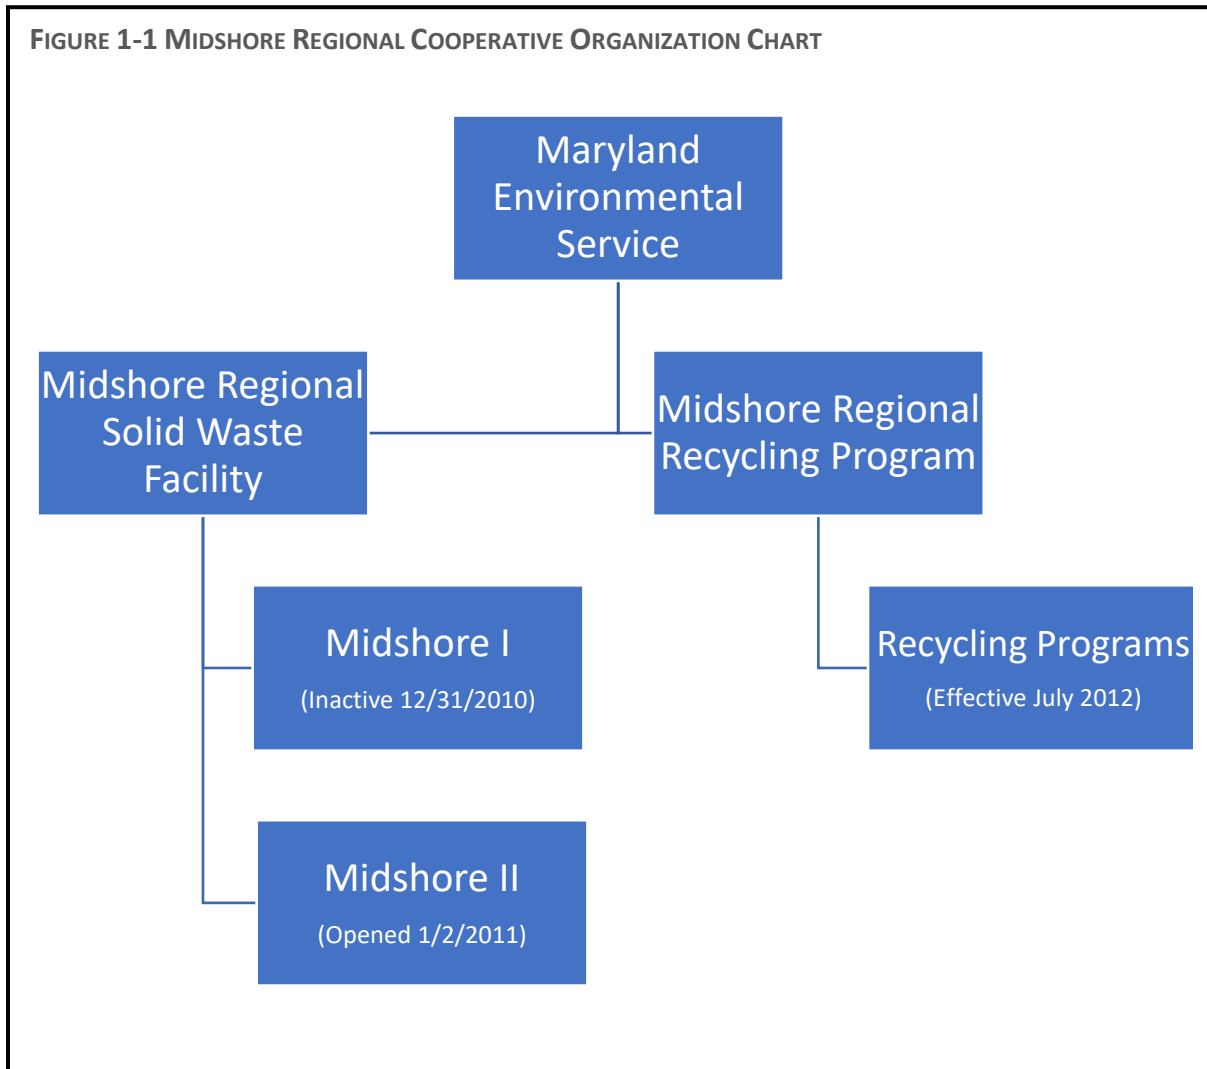 FIGURE 1-1 MIDSHORE REGIONAL COOPERATIVE ORGANIZATION CHART
Maryland
Environmental
Service
Midshore Regional
Solid Waste
Facility
Midshore Regional
Recycling Program
Midshore I
(Inactive 12/31/2010)
Recycling Programs
(Effective July 2012)
Midshore II
(Opened 1/2/2011)